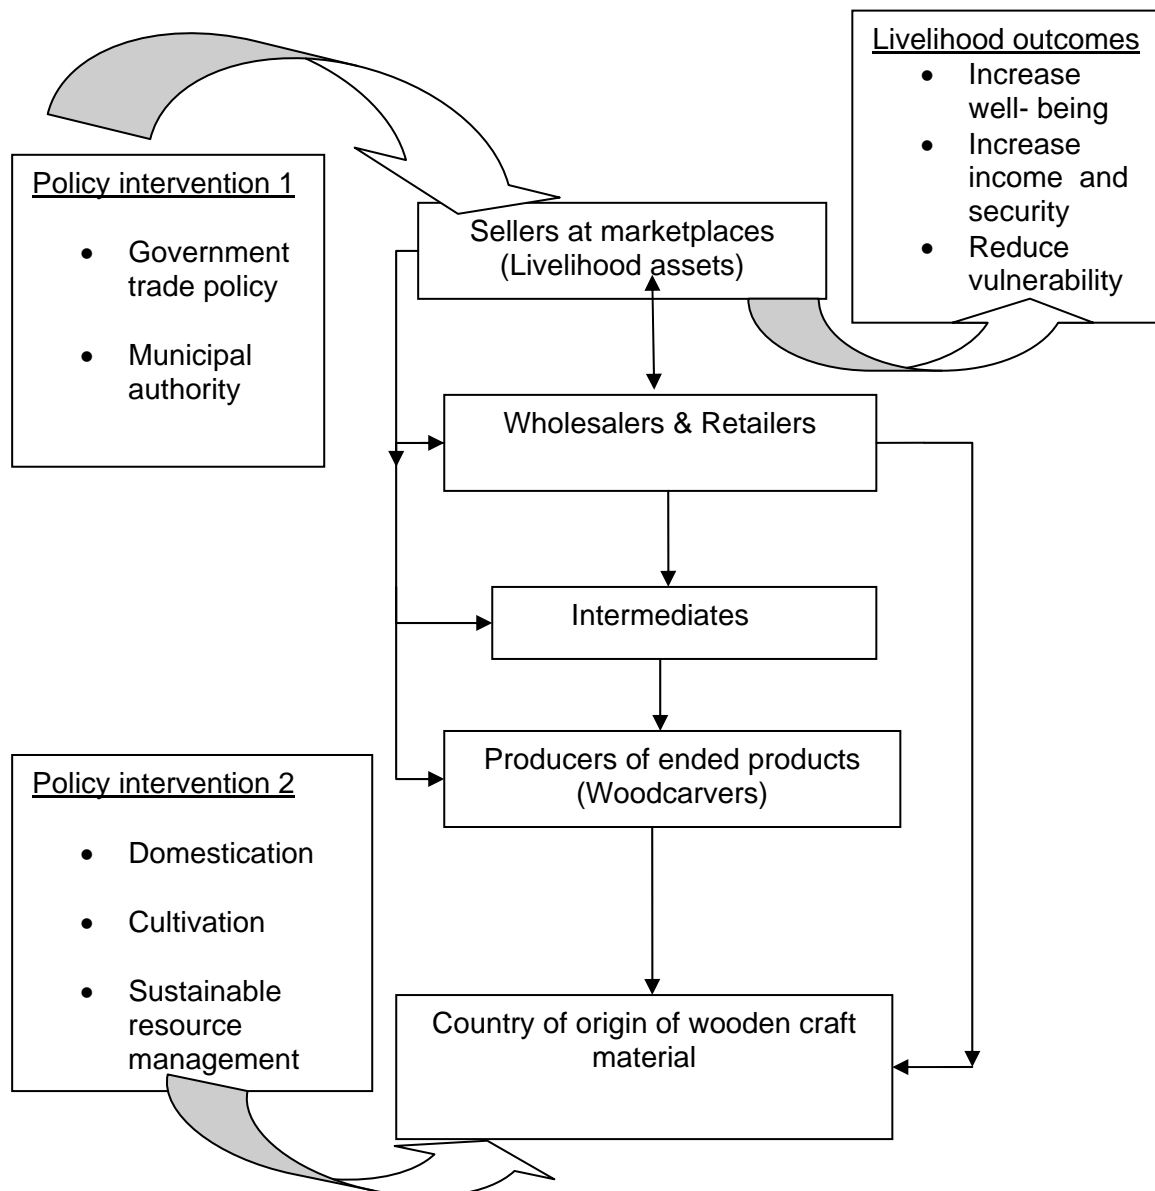 Livelihood outcomes
• Increase
well- being
• Increase
income and
security
• Reduce
vulnerability
Policy intervention 1
• Government
trade policy
• Municipal
authority
Sellers at marketplaces
(Livelihood assets)
Wholesalers & Retailers
Intermediates
Producers of ended products
(Woodcarvers)
Policy intervention 2
• Domestication
• Cultivation
• Sustainable
resource
management
Country of origin of wooden craft
material